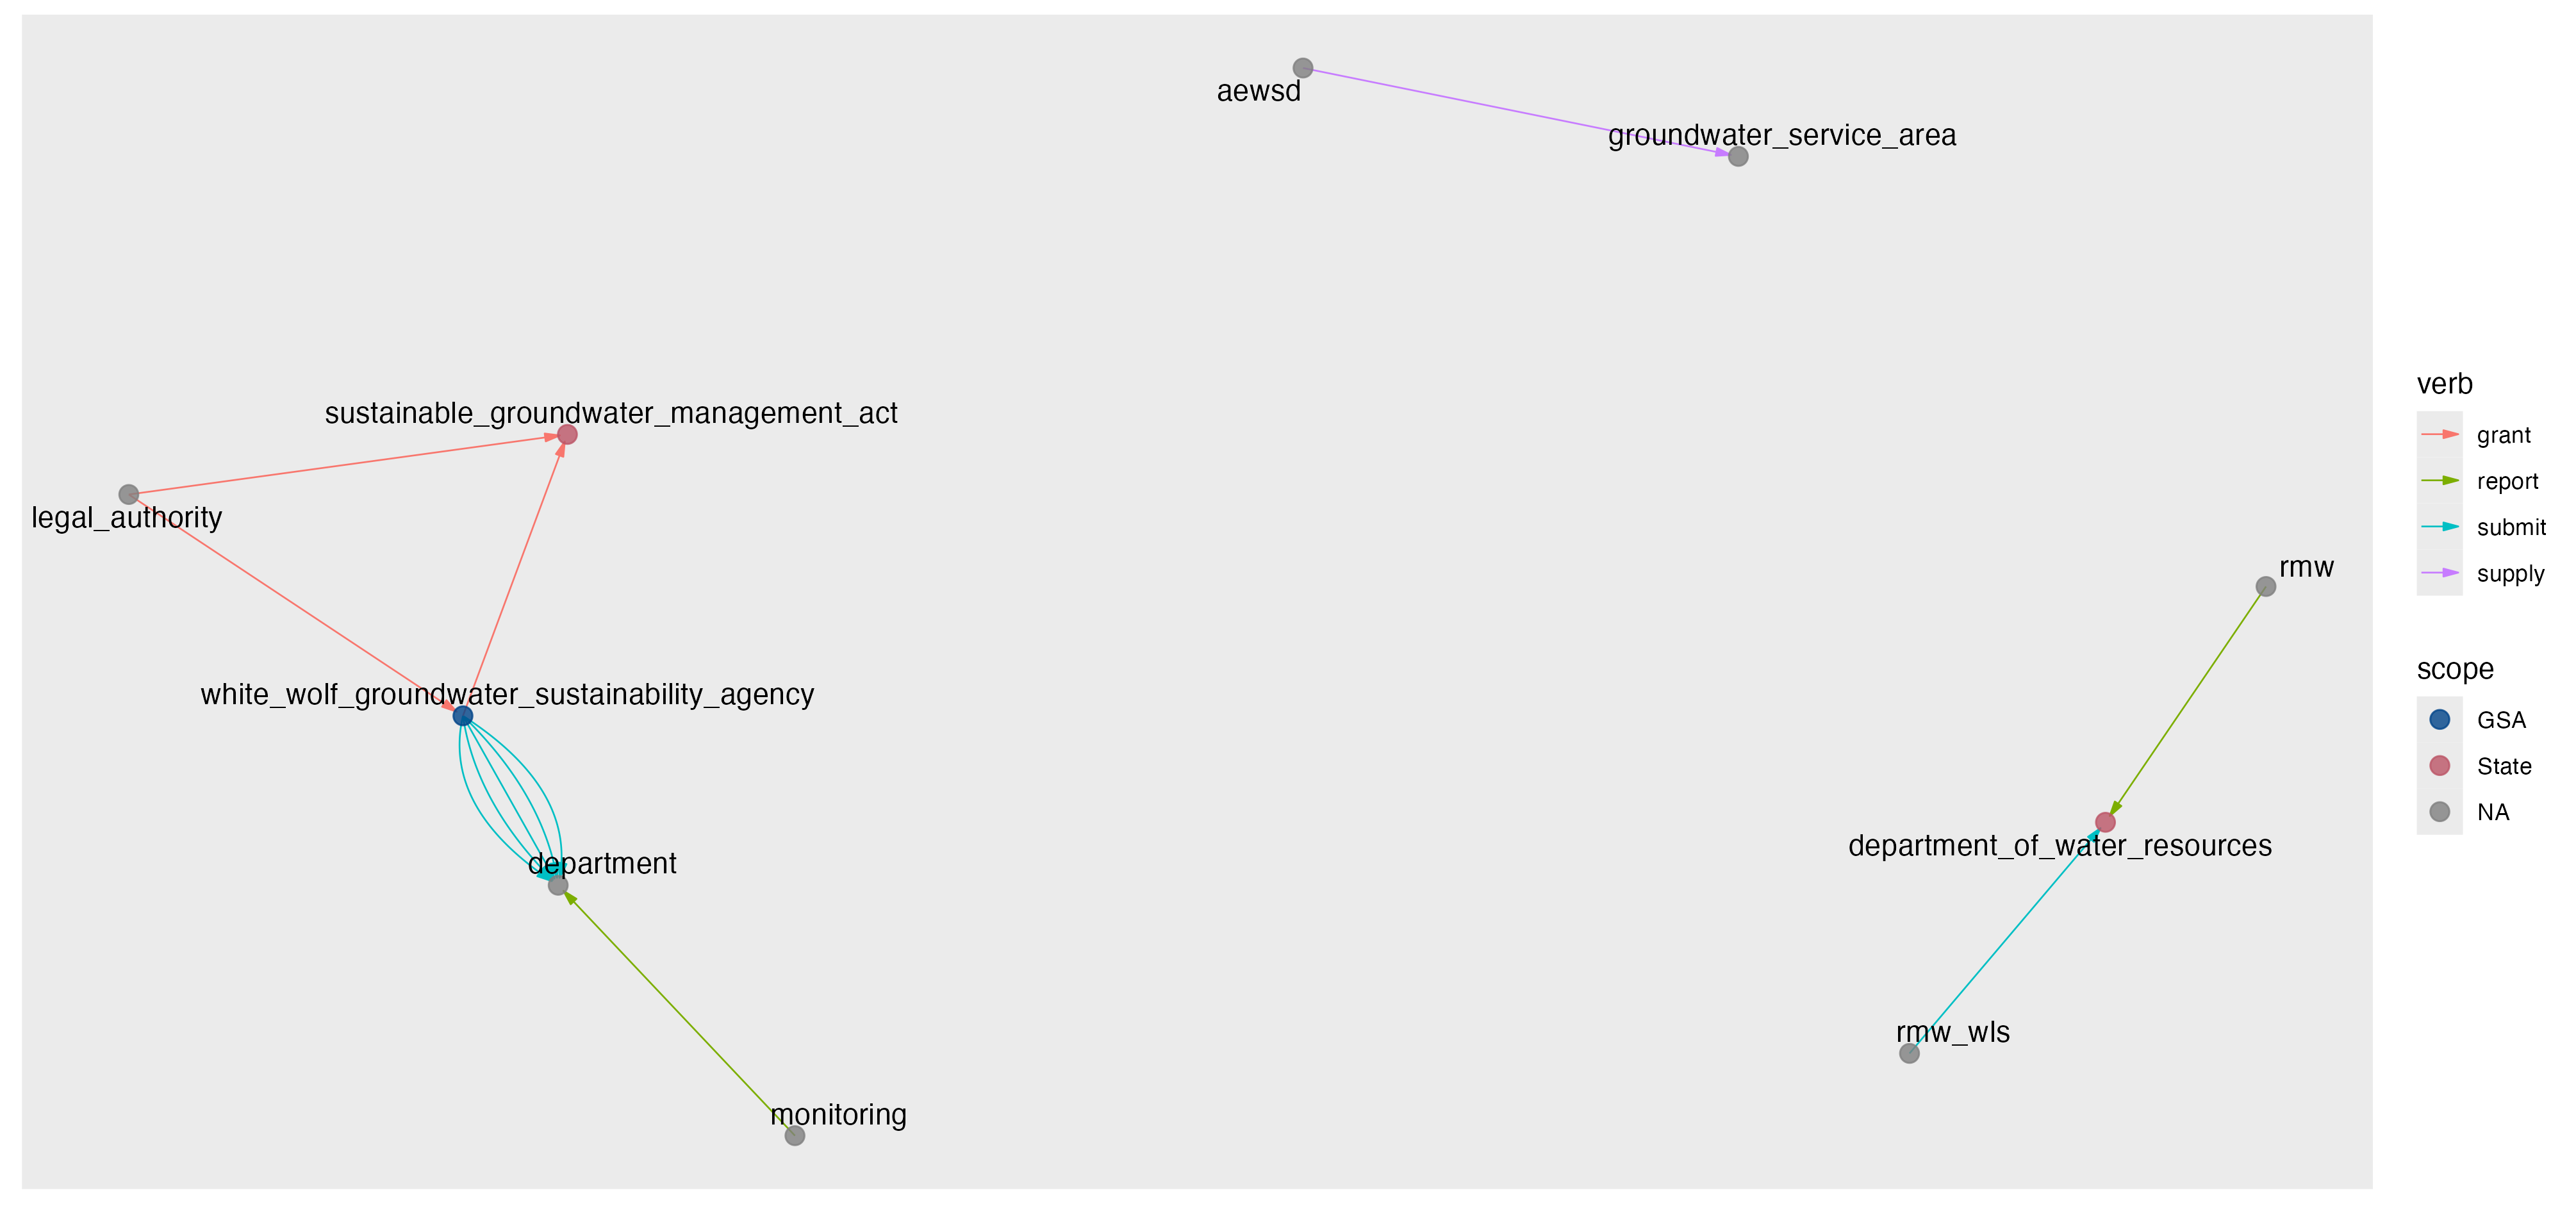 aewsd
groundwater_service_area
sustainable_groundwater_management_act
legal_authority
white_wolf_groundwater_sustainability_agency
department
monitoring
rmw
department_of_water_resources
rmw_wls
verb
grant
report
submit
supply
scope
GSA
State
NA